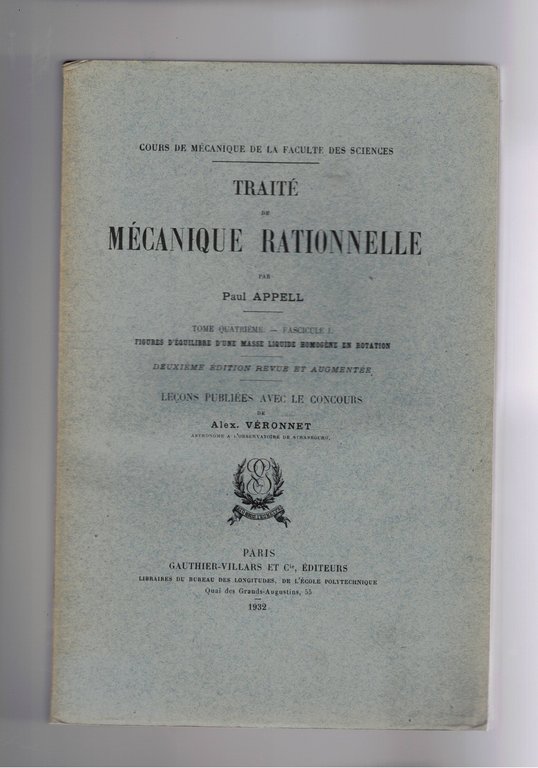 COURS DE MÉCANIQUE DE LA FACULTE DES SCIENCES
TRAITÉ
DE
MÉCANIQUE RATIONNELLE
PAR
Paul APPELL
TOME QUATRIÈME. — FASCICULE I.
FIGURES D'ÉQUILIBRE D'UNE MASSE LIQUIDE HOMOGÈNE EN ROTATION
DEUXIÈME ÉDITION REVUE ET AUGMENTÉE
LEÇONS PUBLIÉES AVEC LE CONCOURS
DE
Alex. VÉRONNET
ASTRONOME A L'OBSERVATOIRE DE STRASBOURG.
PARIS
GAUTHIER-VILLARS ET Cie, ÉDITEURS
LIBRAIRES DU BUREAU DES LONGITUDES, DE L'ÉCOLE POLYTECHNIQUE
Quai des Grands-Augustins, 55
1932